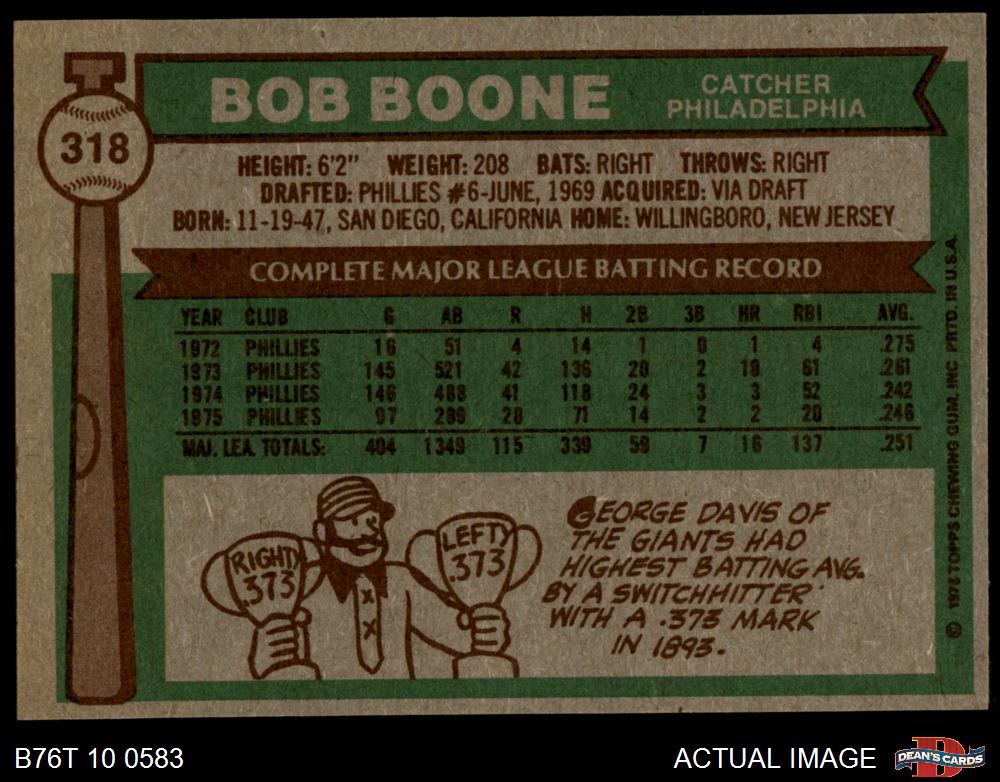 BOB BOONE
CATCHER
PHILADELPHIA
318
HEIGHT: 6'2" WEIGHT: 208 BATS: RIGHT THROWS: RIGHT
DRAFTED: PHILLIES #6-JUNE, 1969 ACQUIRED: VIA DRAFT
BORN: 11-19-47, SAN DIEGO, CALIFORNIA HOME: WILLINGBORO, NEW JERSEY
COMPLETE MAJOR LEAGUE BATTING RECORD
YEAR CLUB G AB R H 2B 3B HR RBI AVG.
1972 PHILLIES 16 51 4 14 1 0 1 4 .275
1973 PHILLIES 145 521 42 136 20 2 10 61 .261
1974 PHILLIES 146 488 41 118 24 3 3 52 .242
1975 PHILLIES 97 289 28 71 14 2 2 20 .246
MAJ. LEA. TOTALS: 404 1349 115 339 59 7 16 137 .251
RIGHTY
.373
LEFTY
.373
GEORGE DAVIS OF
THE GIANTS HAD
HIGHEST BATTING AVG.
BY A SWITCHHITTER
WITH A .373 MARK
IN 1893.
© 1976 TOPPS CHEWING GUM, INC. PRTD. IN U.S.A.
B76T 10 0583
ACTUAL IMAGE
DEAN'S CARDS